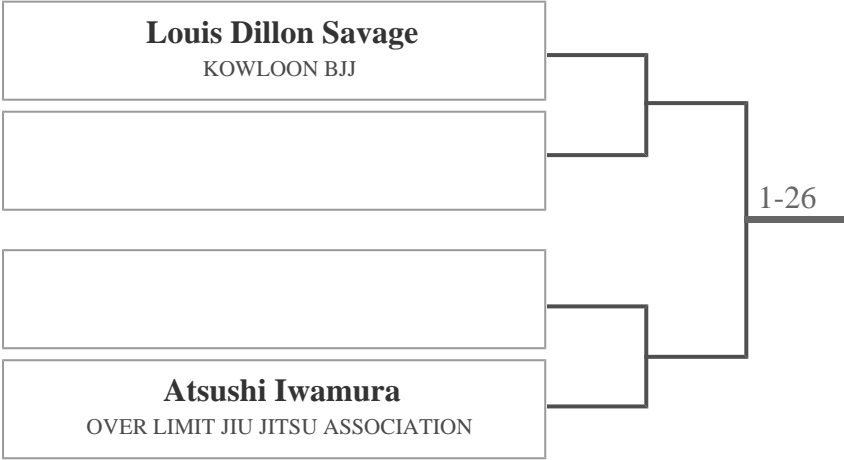 Louis Dillon Savage
KOWLOON BJJ
1-26
Atsushi Iwamura
OVER LIMIT JIU JITSU ASSOCIATION